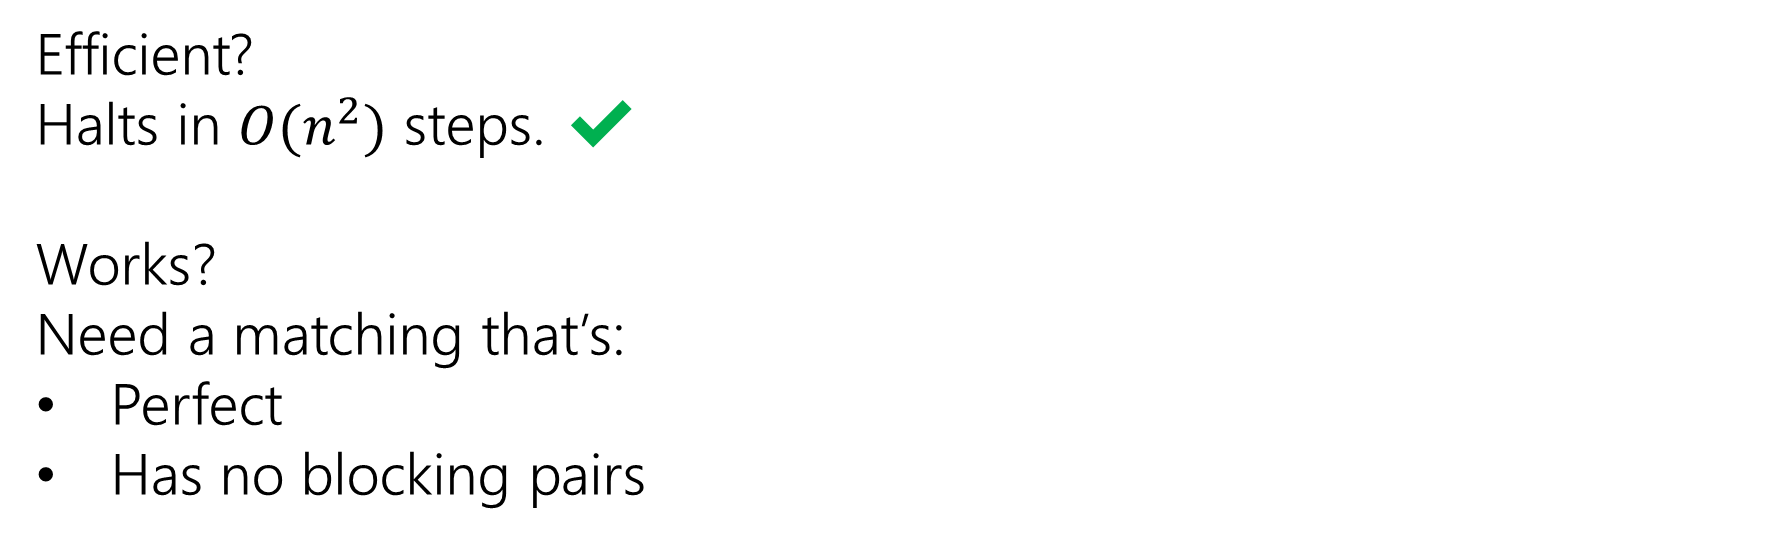 Efficient?
Halts in 𝑂(𝑛²) steps. ✔
Works?
Need a matching that’s:
• Perfect
• Has no blocking pairs